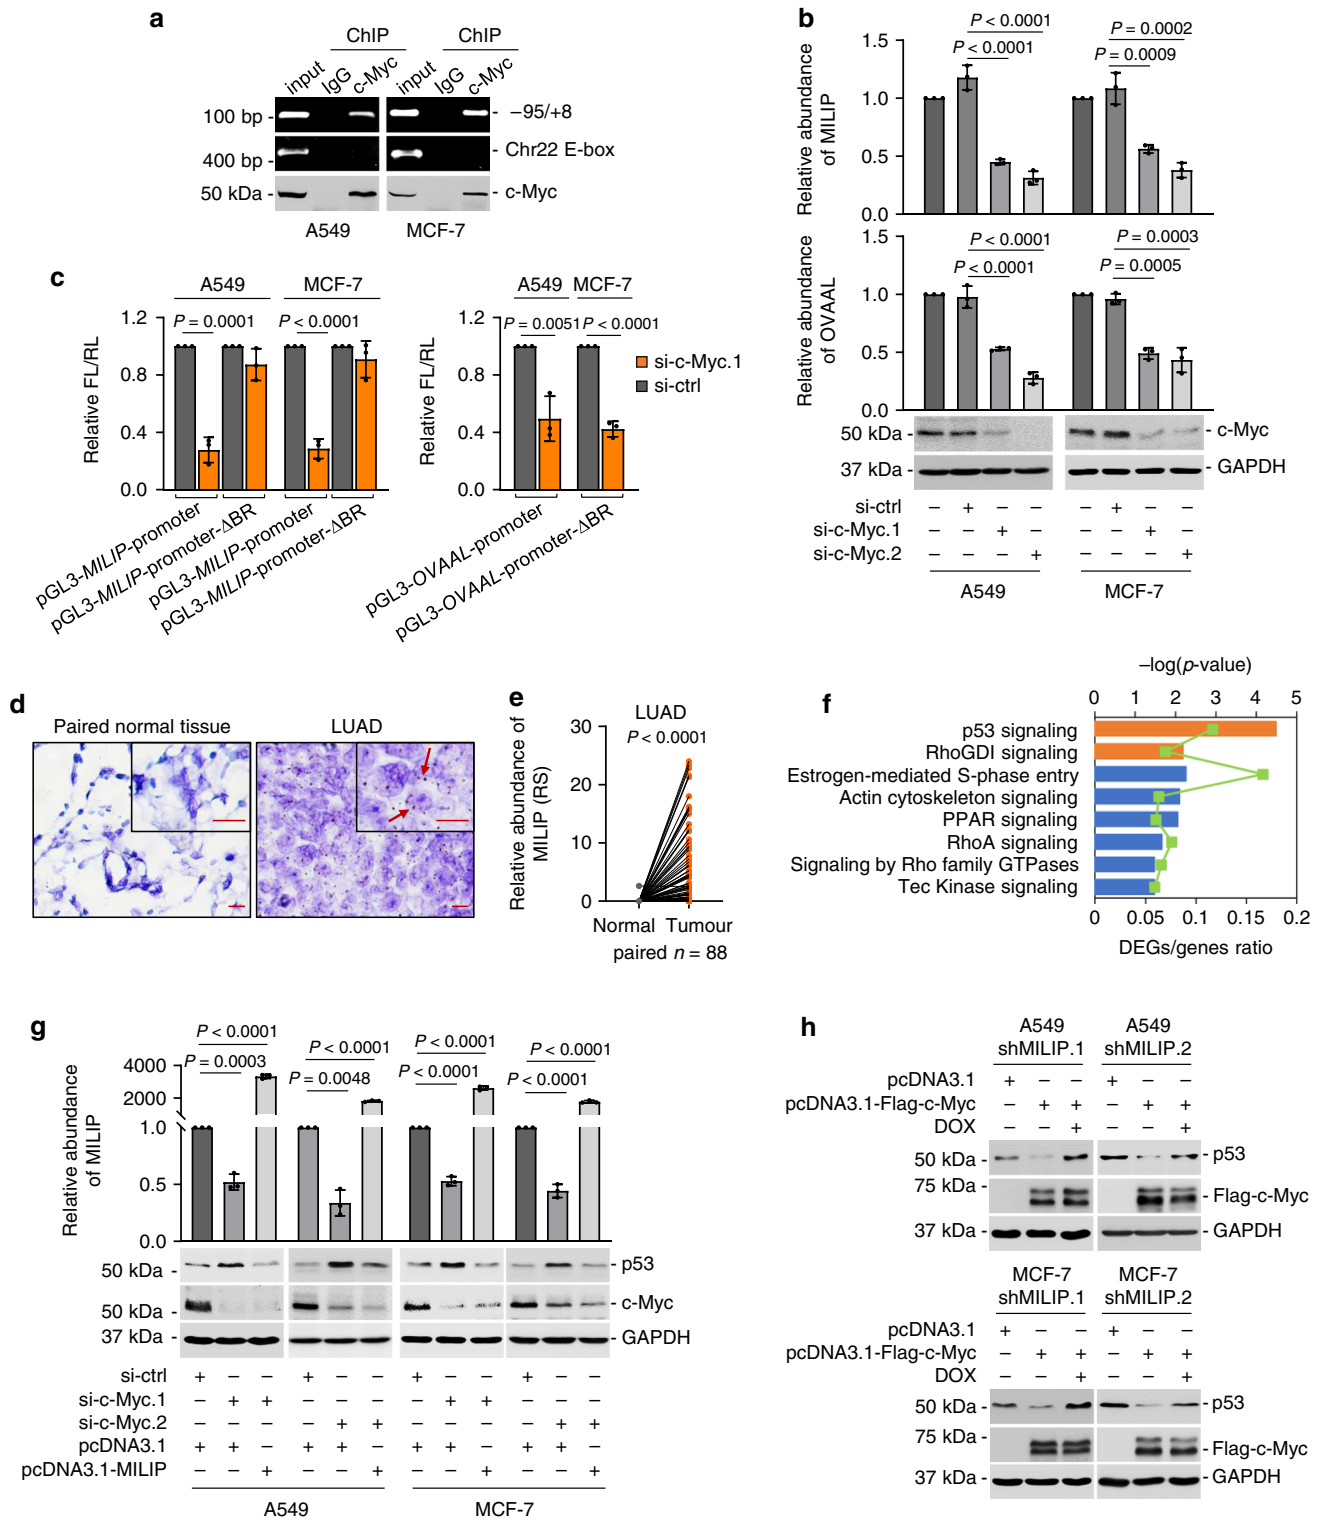 a
ChIP ChIP
input IgG c-Myc input IgG c-Myc
100 bp - - −95/+8
400 bp - - Chr22 E-box
50 kDa - - c-Myc
A549 MCF-7
b
P < 0.0001 P = 0.0002
P < 0.0001 P = 0.0009
Relative abundance of MILIP
1.5
1.0
0.5
0.0
P < 0.0001 P = 0.0003
P < 0.0001 P = 0.0005
Relative abundance of OVAAL
1.5
1.0
0.5
0.0
50 kDa - - c-Myc
37 kDa - - GAPDH
si-ctrl − + − − − + − −
si-c-Myc.1 − − + − − − + −
si-c-Myc.2 − − − + − − − +
A549 MCF-7
c
A549 MCF-7
P = 0.0001 P < 0.0001
Relative FL/RL
1.2
0.8
0.4
0.0
pGL3-MILIP-promoter
pGL3-MILIP-promoter-ΔBR
pGL3-MILIP-promoter
pGL3-MILIP-promoter-ΔBR
A549 MCF-7
P = 0.0051 P < 0.0001
Relative FL/RL
1.2
0.8
0.4
0.0
pGL3-OVAAL-promoter
pGL3-OVAAL-promoter-ΔBR
si-c-Myc.1
si-ctrl
d
Paired normal tissue LUAD
e
LUAD
P < 0.0001
Relative abundance of MILIP (RS)
30
20
10
0
Normal Tumour
paired n = 88
f
−log(p-value)
0 1 2 3 4 5
p53 signaling
RhoGDI signaling
Estrogen-mediated S-phase entry
Actin cytoskeleton signaling
PPAR signaling
RhoA signaling
Signaling by Rho family GTPases
Tec Kinase signaling
0 0.05 0.1 0.15 0.2
DEGs/genes ratio
g
P < 0.0001 P < 0.0001 P < 0.0001 P < 0.0001
P = 0.0003 P = 0.0048 P < 0.0001 P < 0.0001
Relative abundance of MILIP
4000
2000
1.0
0.5
0.0
50 kDa - - p53
50 kDa - - c-Myc
37 kDa - - GAPDH
si-ctrl + − − + − − + − − + − −
si-c-Myc.1 − + + − − − − + + − − −
si-c-Myc.2 − − − − + + − − − − + +
pcDNA3.1 + + − + + − + + − + + −
pcDNA3.1-MILIP − − + − − + − − + − − +
A549 MCF-7
h
A549 A549
shMILIP.1 shMILIP.2
pcDNA3.1 + − − + − −
pcDNA3.1-Flag-c-Myc − + + − + +
DOX − − + − − +
50 kDa - - p53
75 kDa - - Flag-c-Myc
37 kDa - - GAPDH
MCF-7 MCF-7
shMILIP.1 shMILIP.2
pcDNA3.1 + − − + − −
pcDNA3.1-Flag-c-Myc − + + − + +
DOX − − + − − +
50 kDa - - p53
75 kDa - - Flag-c-Myc
37 kDa - - GAPDH